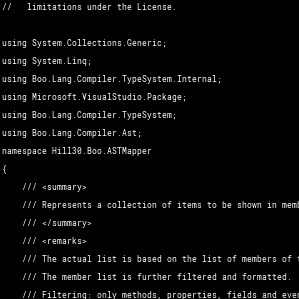 //   limitations under the License.
using System.Collections.Generic;
using System.Linq;
using Boo.Lang.Compiler.TypeSystem.Internal;
using Microsoft.VisualStudio.Package;
using Boo.Lang.Compiler.TypeSystem;
using Boo.Lang.Compiler.Ast;
namespace Hill30.Boo.ASTMapper
{
    /// <summary>
    /// Represents a collection of items to be shown in
    /// </summary>
    /// <remarks>
    /// The actual list is based on the list of members of
    /// The member list is further filtered and formatted.
    /// Filtering: only methods, properties, fields and